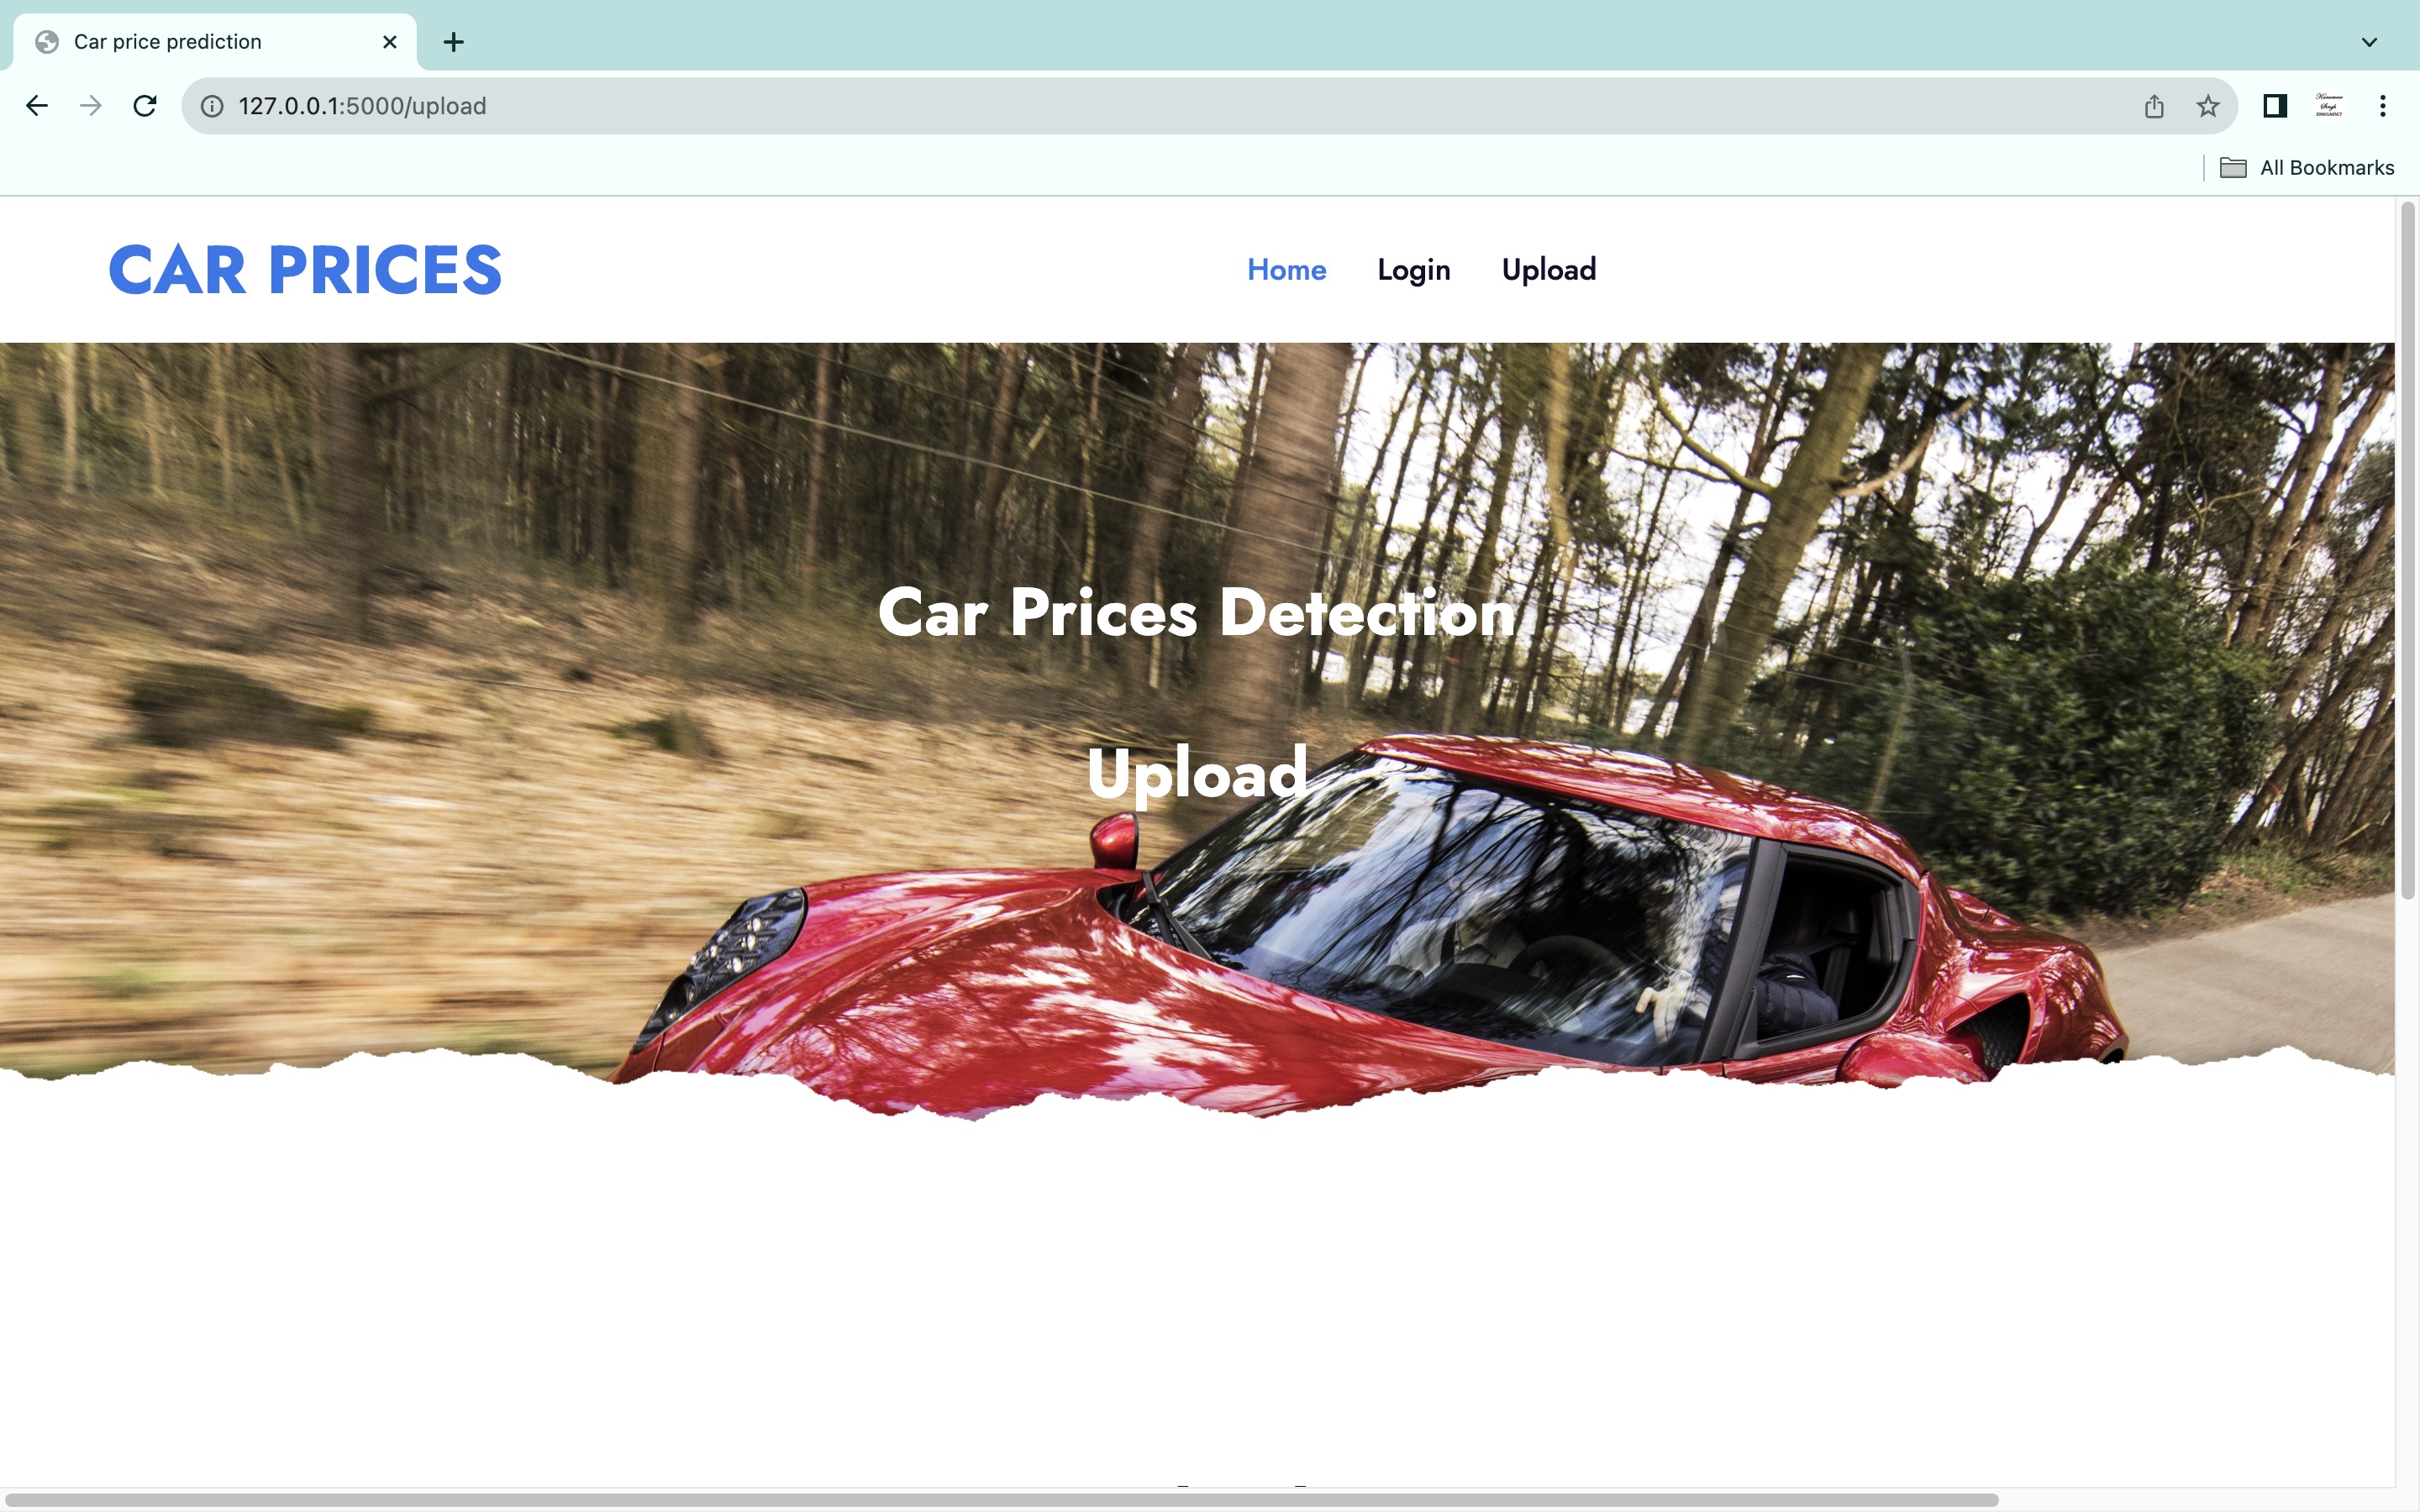 Car price prediction
127.0.0.1:5000/upload
All Bookmarks
CAR PRICES
Home Login Upload
Car Prices Detection
Upload